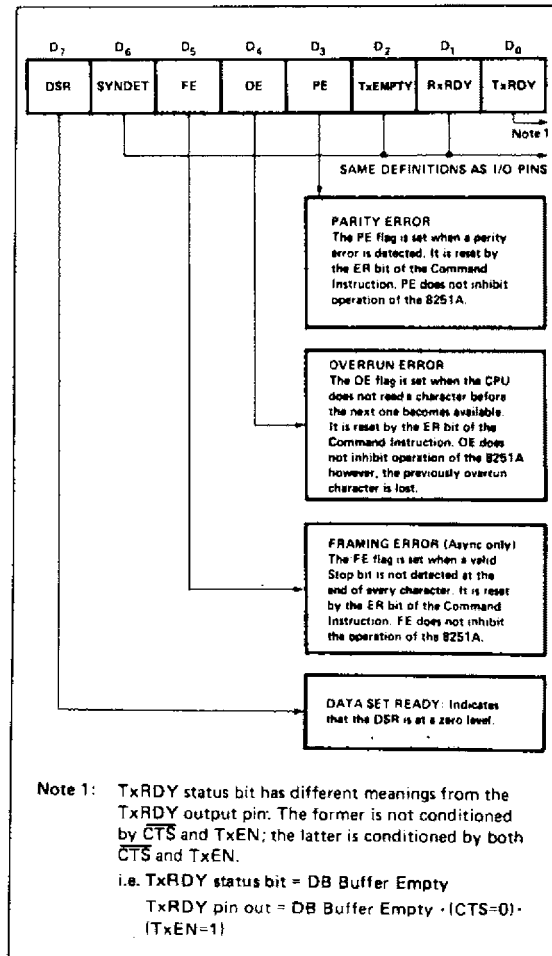 D7 D6 D5 D4 D3 D2 D1 D0
DSR SYNDET FE OE PE TxEMPTY RxRDY TxRDY
Note 1
SAME DEFINITIONS AS I/O PINS
PARITY ERROR
The PE flag is set when a parity
error is detected. It is reset by
the ER bit of the Command
Instruction. PE does not inhibit
operation of the 8251A.
OVERRUN ERROR
The OE flag is set when the CPU
does not read a character before
the next one becomes available.
It is reset by the ER bit of the
Command Instruction. OE does
not inhibit operation of the 8251A
however, the previously overrun
character is lost.
FRAMING ERROR (Async only)
The FE flag is set when a valid
Stop bit is not detected at the
end of every character. It is reset
by the ER bit of the Command
Instruction. FE does not inhibit
the operation of the 8251A.
DATA SET READY: Indicates
that the DSR is at a zero level.
Note 1: TxRDY status bit has different meanings from the
TxRDY output pin. The former is not conditioned
by C̅T̅S̅ and TxEN; the latter is conditioned by both
C̅T̅S̅ and TxEN.
i.e. TxRDY status bit = DB Buffer Empty
TxRDY pin out = DB Buffer Empty · (CTS=0) ·
(TxEN=1)